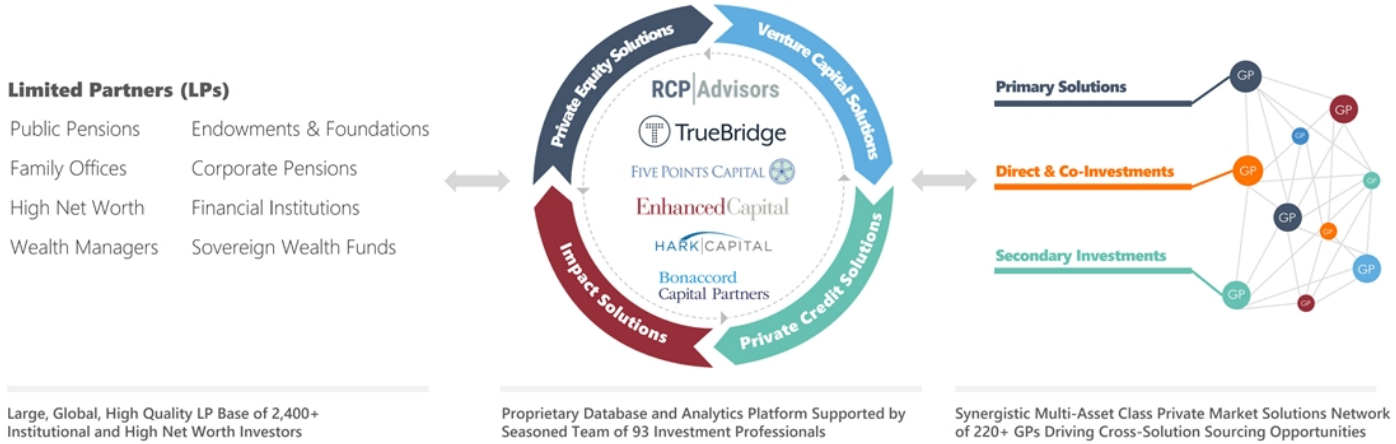 Limited Partners (LPs)
Public Pensions
Endowments & Foundations
Family Offices
Corporate Pensions
High Net Worth
Financial Institutions
Wealth Managers
Sovereign Wealth Funds
Large, Global, High Quality LP Base of 2,400+
Institutional and High Net Worth Investors
Private Equity Solutions
Venture Capital Solutions
Impact Solutions
Private Credit Solutions
RCP|Advisors
TrueBridge
FIVE POINTS CAPITAL
EnhancedCapital
HARK|CAPITAL
Bonaccord
Capital Partners
Proprietary Database and Analytics Platform Supported by
Seasoned Team of 93 Investment Professionals
Primary Solutions
Direct & Co-Investments
Secondary Investments
GP
GP
GP
GP
GP
GP
GP
GP
GP
GP
Synergistic Multi-Asset Class Private Market Solutions Network
of 220+ GPs Driving Cross-Solution Sourcing Opportunities